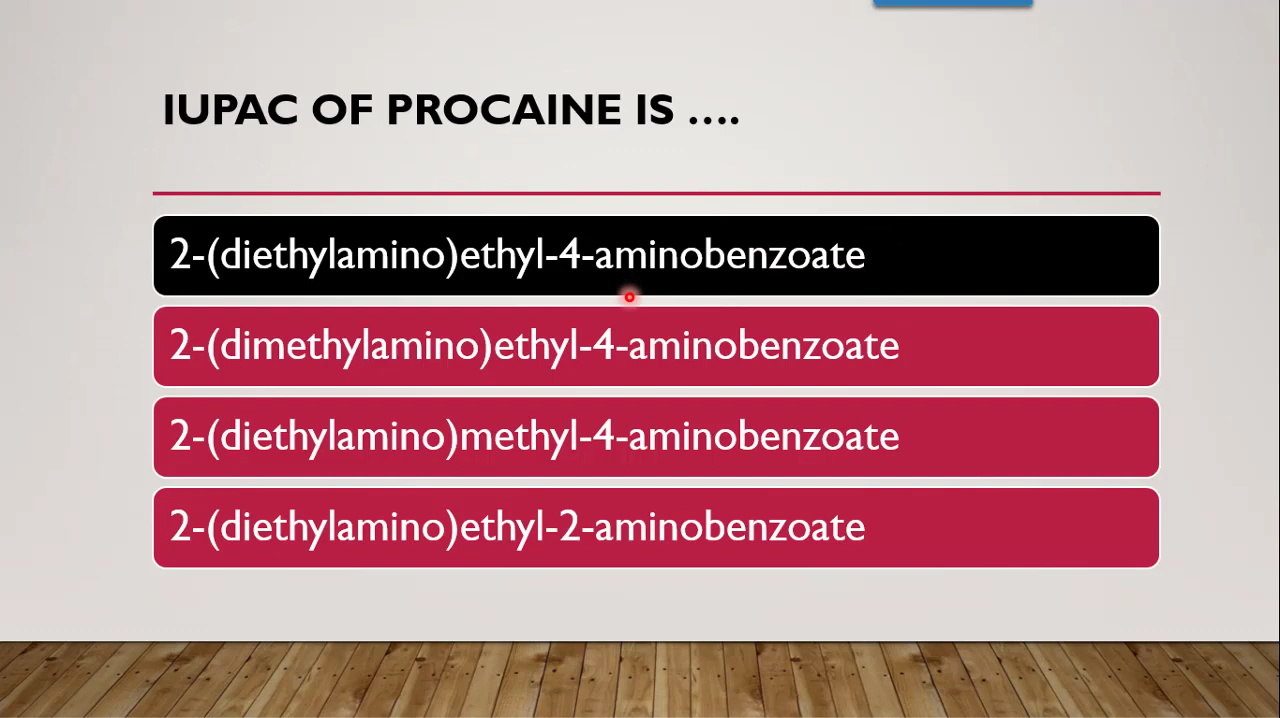 IUPAC OF PROCAINE IS ....
2-(diethylamino)ethyl-4-aminobenzoate
2-(dimethylamino)ethyl-4-aminobenzoate
2-(diethylamino)methyl-4-aminobenzoate
2-(diethylamino)ethyl-2-aminobenzoate